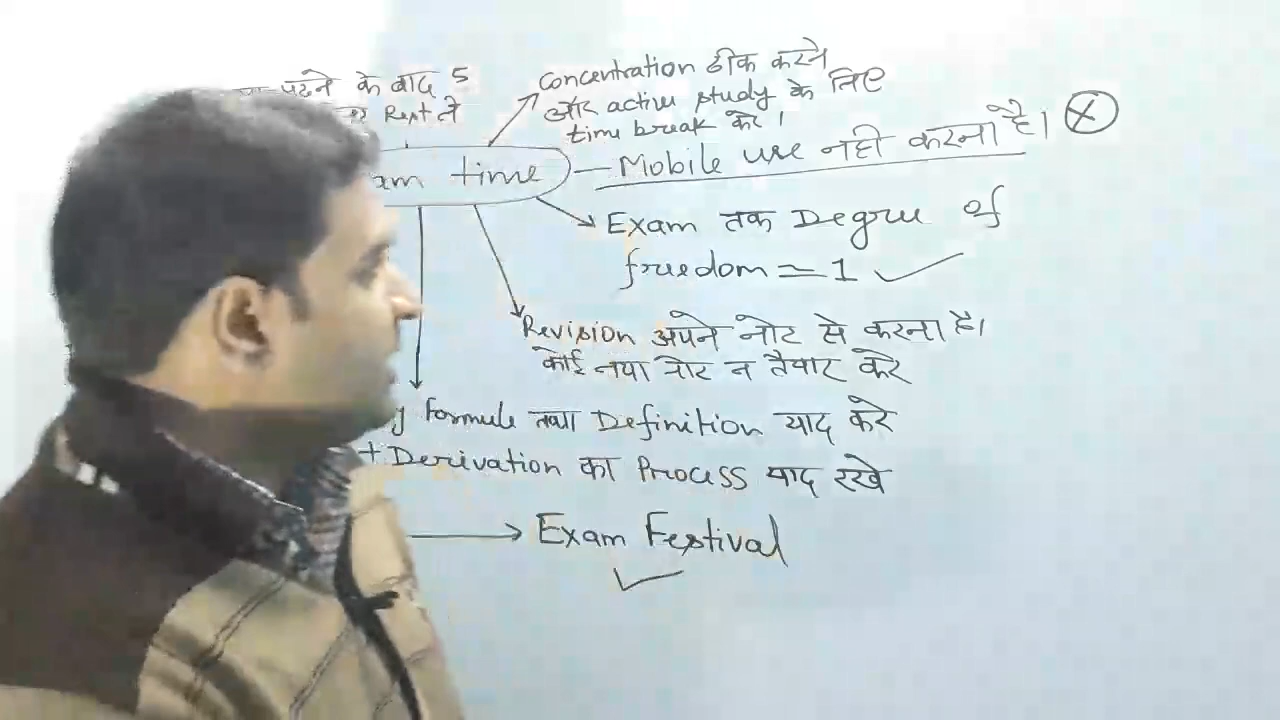 पढ़ने के बाद 5
Rest ले
Concentration ठीक करने
और active study के लिए
time break करे।
am time
Mobile use नही करना है। X
Exam तक Degree of
freedom = 1 ✓
Revision अपने नोट से करना है।
कोई नया नोट न तैयार करे
y Formule तथा Definition याद करे
+ Derivation का Process याद रखे
→ Exam Festival
✓